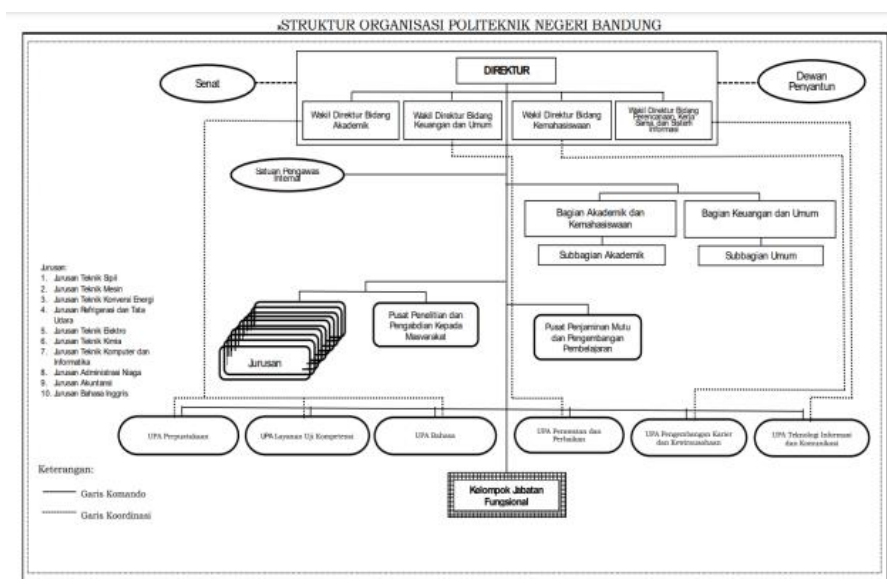 STRUKTUR ORGANISASI POLITEKNIK NEGERI BANDUNG
DIREKTUR
Senat
Dewan
Penyantun
Wakil Direktur Bidang
Akademik
Wakil Direktur Bidang
Keuangan dan Umum
Wakil Direktur Bidang
Kemahasiswaan
Wakil Direktur Bidang
Perencanaan, Kerja
Sama, dan Sistem
Informasi
Satuan Pengawas
Internal
Bagian Akademik dan
Kemahasiswaan
Bagian Keuangan dan Umum
Subbagian Akademik
Subbagian Umum
Jurusan:
1. Jurusan Teknik Sipil
2. Jurusan Teknik Mesin
3. Jurusan Teknik Konversi Energi
4. Jurusan Refrigerasi dan Tata
Udara
5. Jurusan Teknik Elektro
6. Jurusan Teknik Kimia
7. Jurusan Teknik Komputer dan
Informatika
8. Jurusan Administrasi Niaga
9. Jurusan Akuntansi
10. Jurusan Bahasa Inggris
Jurusan
Pusat Penelitian dan
Pengabdian Kepada
Masyarakat
Pusat Penjaminan Mutu
dan Pengembangan
Pembelajaran
UPA Perpustakaan
UPA Layanan Uji Kompetensi
UPA Bahasa
UPA Perawatan dan
Perbaikan
UPA Pengembangan Karier
dan Kewirausahaan
UPA Teknologi Informasi
dan Komunikasi
Keterangan:
Garis Komando
Garis Koordinasi
Kelompok Jabatan
Fungsional